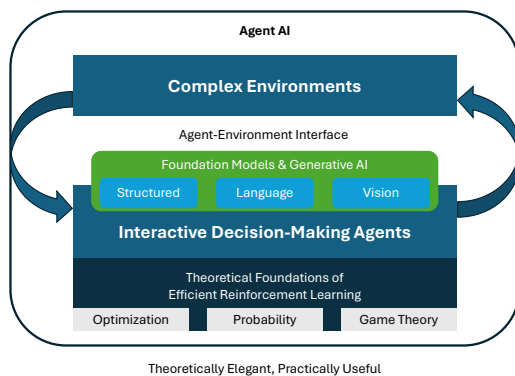 Agent AI
Complex Environments
Agent-Environment Interface
Foundation Models & Generative AI
Structured
Language
Vision
Interactive Decision-Making Agents
Theoretical Foundations of
Efficient Reinforcement Learning
Optimization
Probability
Game Theory
Theoretically Elegant, Practically Useful